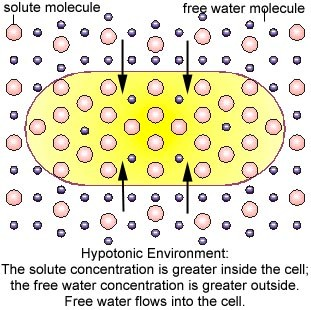 solute molecule free water molecule
Hypotonic Environment:
The solute concentration is greater inside the cell;
the free water concentration is greater outside.
Free water flows into the cell.